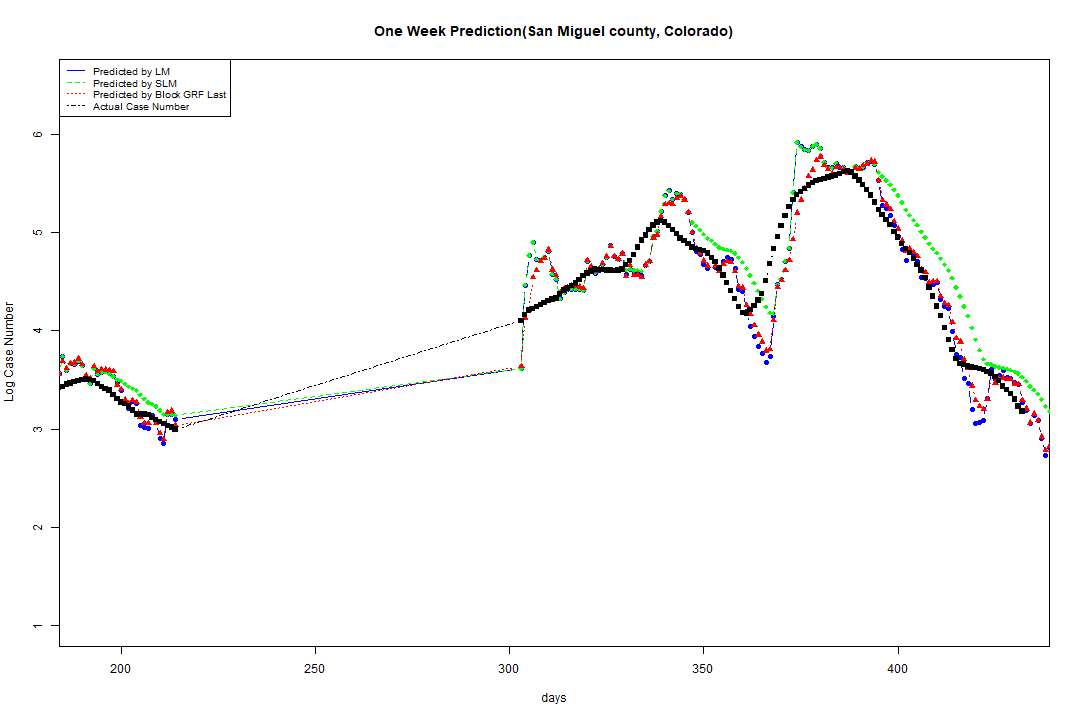 One Week Prediction(San Miguel county, Colorado)
Predicted by LM
Predicted by SLM
Predicted by Block GRF Last
Actual Case Number
Log Case Number
6
5
4
3
2
1
200 250 300 350 400
days